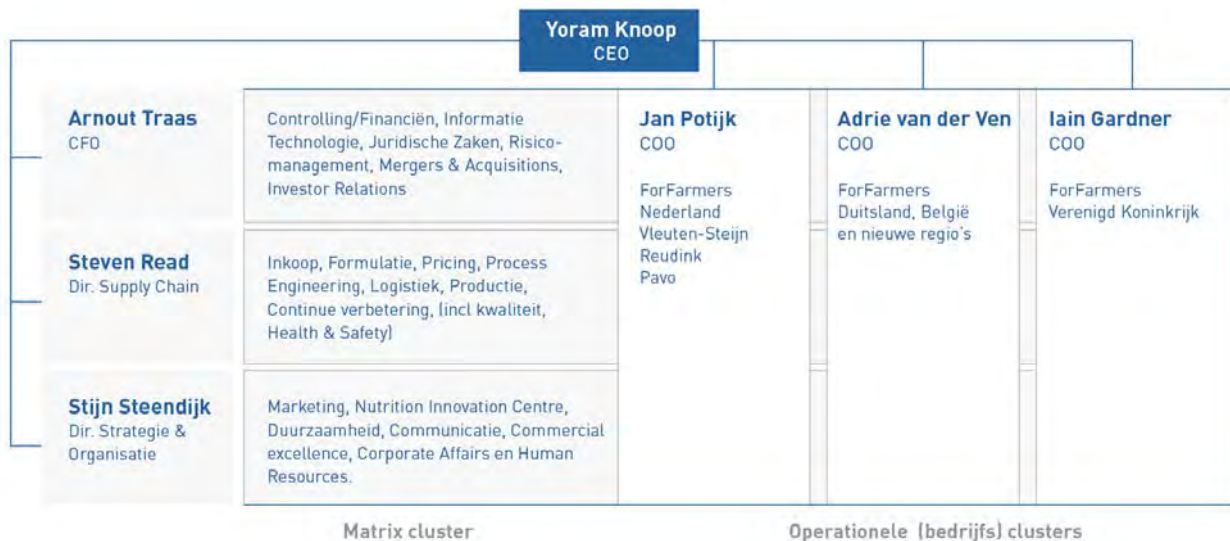 Yoram Knoop
CEO
Arnout Traas
CFO
Controlling/Financiën, Informatie
Technologie, Juridische Zaken, Risico-
management, Mergers & Acquisitions,
Investor Relations
Steven Read
Dir. Supply Chain
Inkoop, Formulatie, Pricing, Process
Engineering, Logistiek, Productie,
Continue verbetering, (incl kwaliteit,
Health & Safety)
Stijn Steendijk
Dir. Strategie &
Organisatie
Marketing, Nutrition Innovation Centre,
Duurzaamheid, Communicatie, Commercial
excellence, Corporate Affairs en Human
Resources.
Jan Potijk
COO
ForFarmers
Nederland
Vleuten-Steijn
Reudink
Pavo
Adrie van der Ven
COO
ForFarmers
Duitsland, België
en nieuwe regio's
Iain Gardner
COO
ForFarmers
Verenigd Koninkrijk
Matrix cluster
Operationele (bedrijfs) clusters